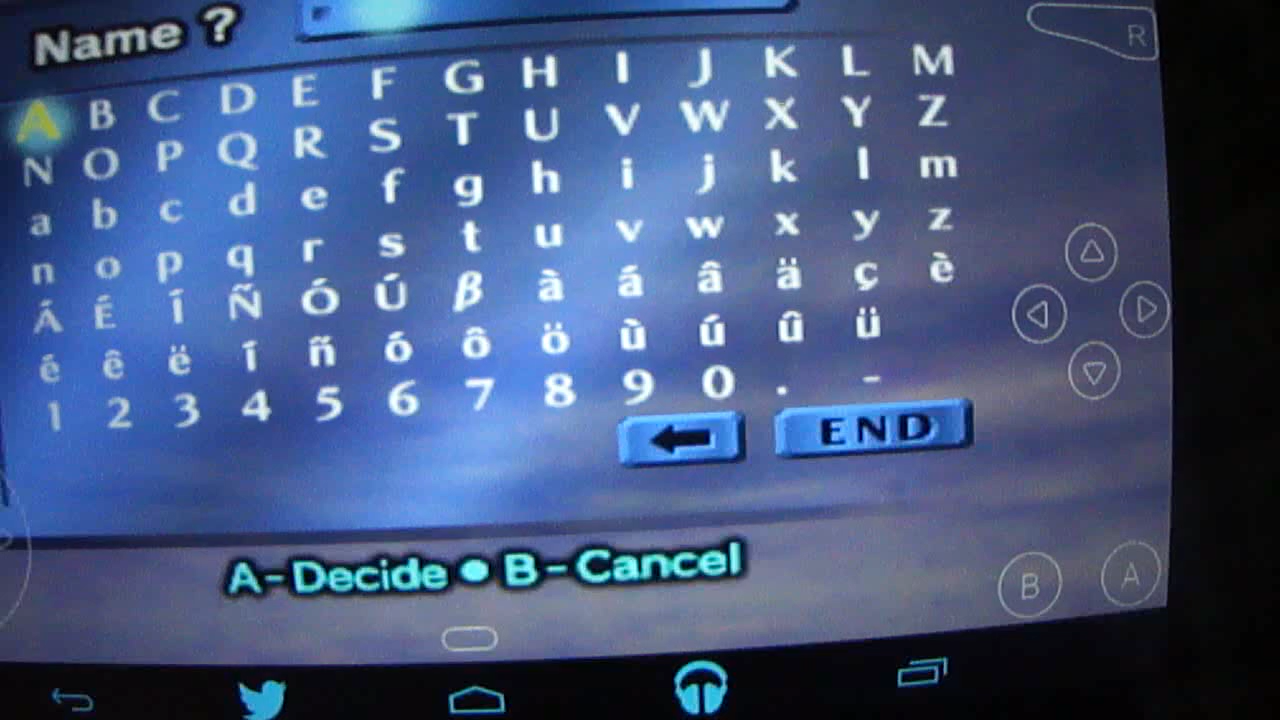 Name ?
R
A B C D E F G H I J K L M
N O P Q R S T U V W X Y Z
a b c d e f g h i j k l m
n o p q r s t u v w x y z
Á É Í Ñ Ó Ú β à á â ä ç è
é ê ë í ñ ó ô ö ù ú û ü
1 2 3 4 5 6 7 8 9 0 . -
END
A-Decide • B-Cancel
B A